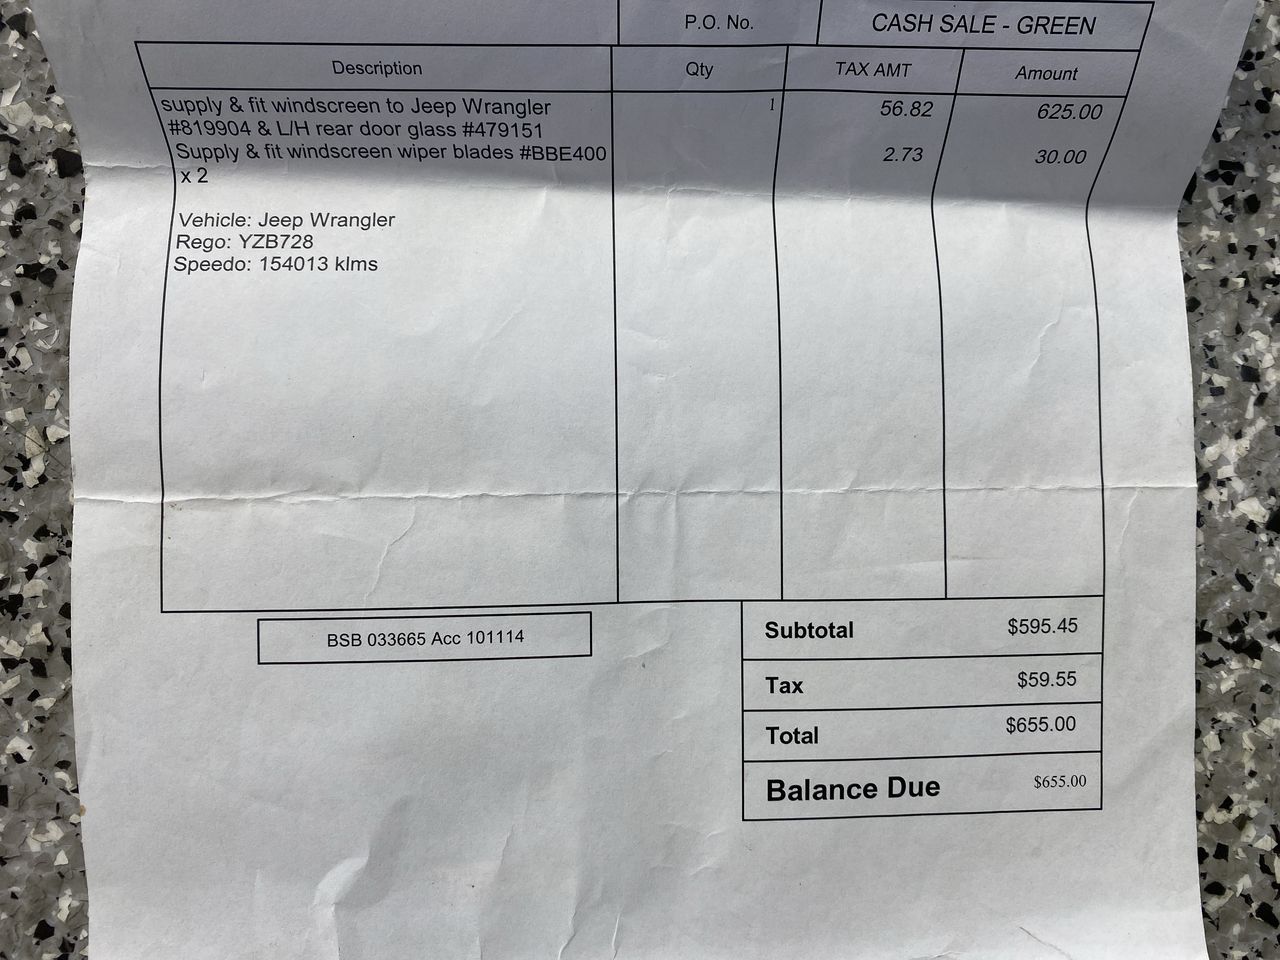 P.O. No. CASH SALE - GREEN
Description Qty TAX AMT Amount
supply & fit windscreen to Jeep Wrangler 1 56.82 625.00
#819904 & L/H rear door glass #479151
Supply & fit windscreen wiper blades #BBE400 2.73 30.00
x 2
Vehicle: Jeep Wrangler
Rego: YZB728
Speedo: 154013 klms
BSB 033665 Acc 101114
Subtotal $595.45
Tax $59.55
Total $655.00
Balance Due $655.00